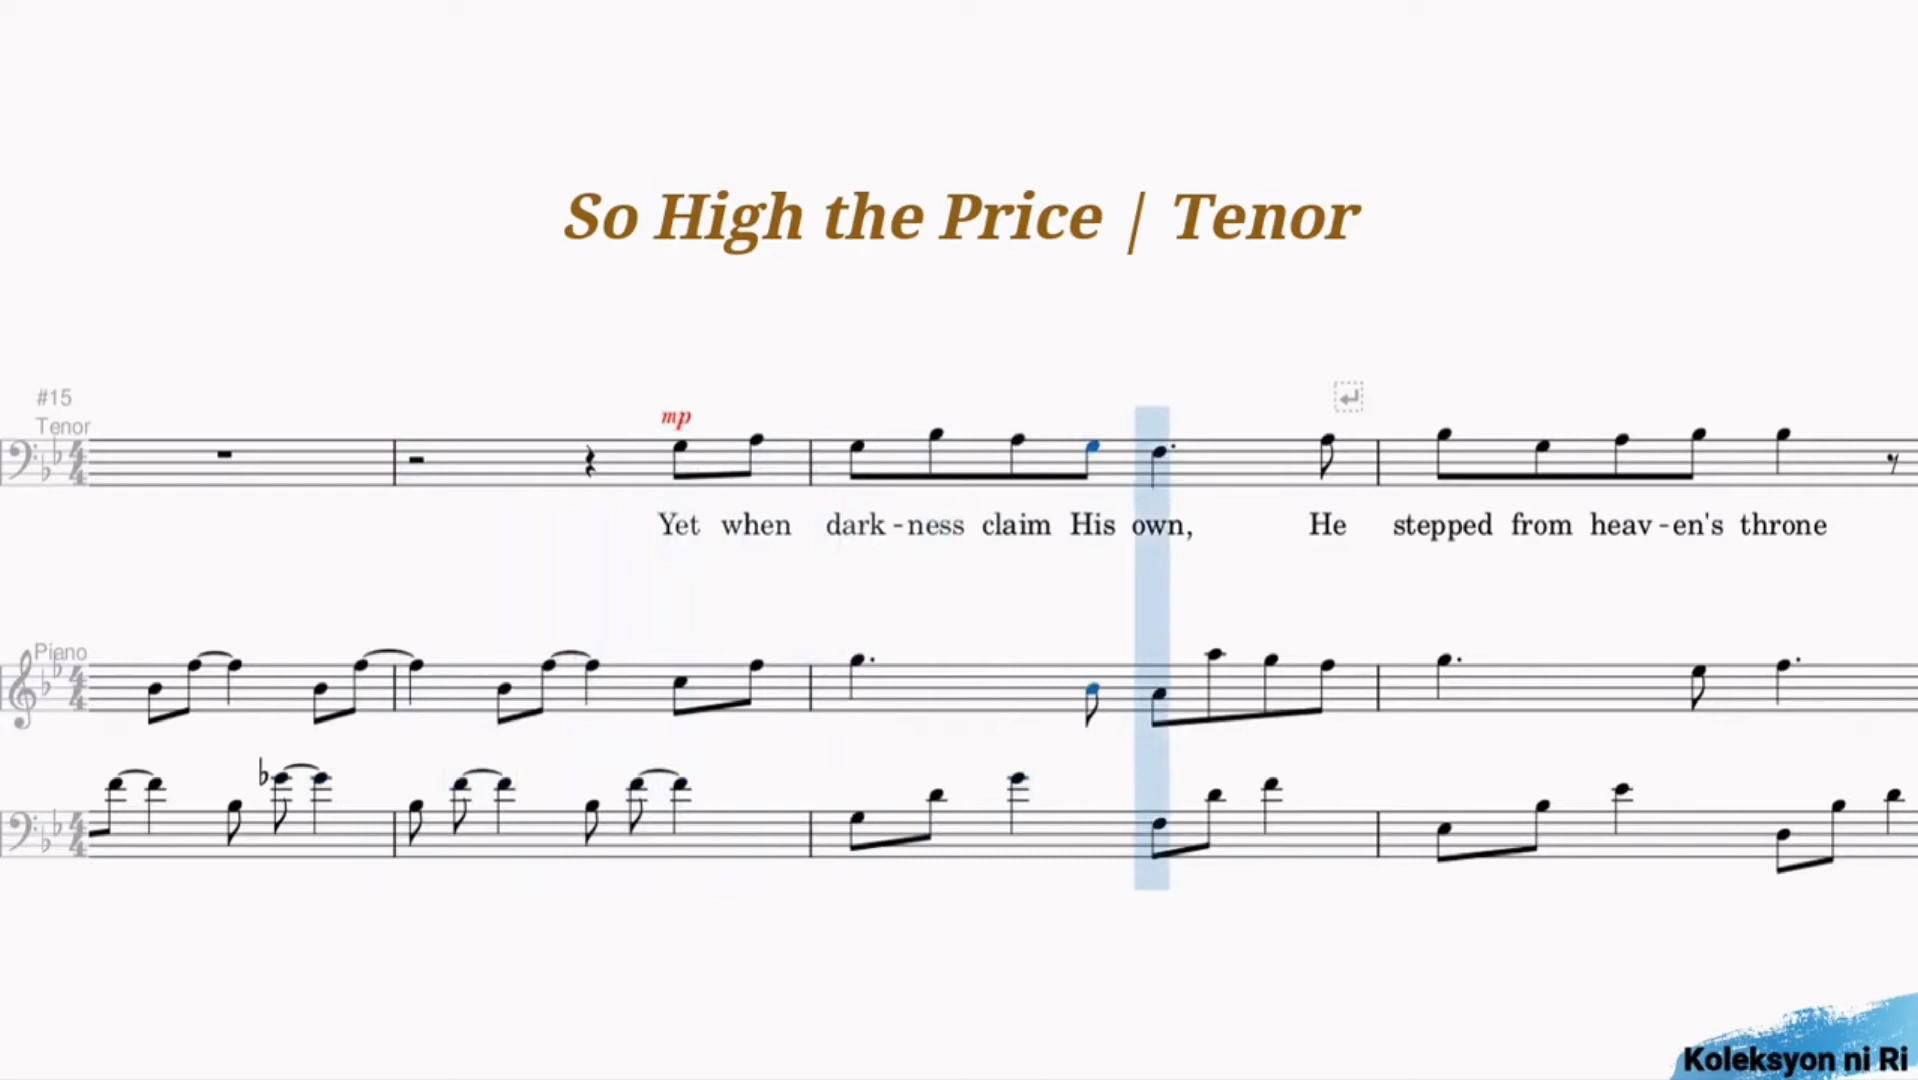 So High the Price | Tenor
#15
Tenor
mp
Yet when dark - ness claim His own, He stepped from heav - en's throne
Piano
Koleksyon ni Ri